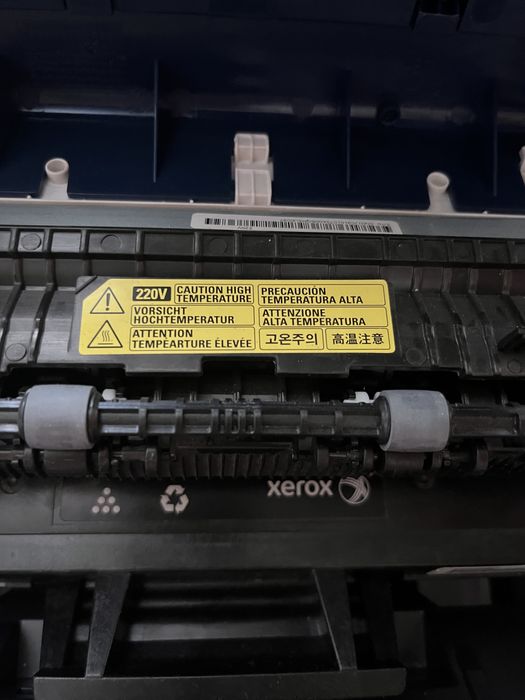 220V
CAUTION HIGH
TEMPERATURE
PRECAUCIÓN
TEMPERATURA ALTA
VORSICHT
HOCHTEMPERATUR
ATTENZIONE
ALTA TEMPERATURA
ATTENTION
TEMPEARTURE ÉLEVÉE
고온주의
高温注意
xerox